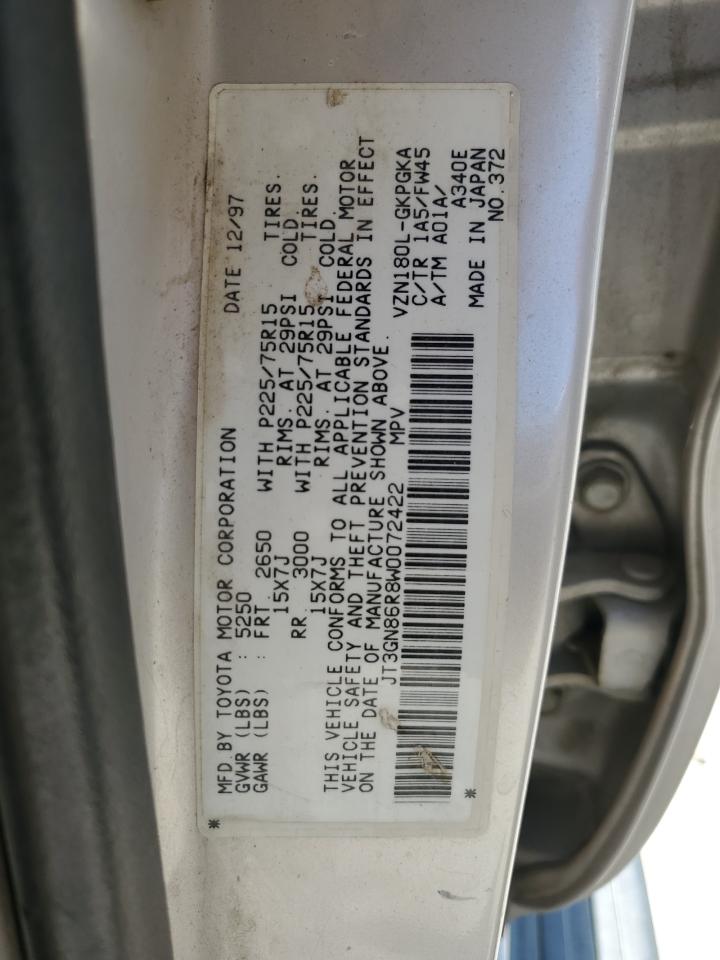 MFD. BY TOYOTA MOTOR CORPORATION DATE 12/97
GVWR (LBS) : 5250
GAWR (LBS) : FRT. 2650 WITH P225/75R15 TIRES.
15X7J RIMS. AT 29PSI COLD.
RR. 3000 WITH P225/75R15 TIRES.
15X7J RIMS. AT 29PSI COLD.
THIS VEHICLE CONFORMS TO ALL APPLICABLE FEDERAL MOTOR
VEHICLE SAFETY AND THEFT PREVENTION STANDARDS IN EFFECT
ON THE DATE OF MANUFACTURE SHOWN ABOVE.
JT3GN86R8W0072422 MPV
VZN180L-GKPGKA
C/TR 1A5/FW45
A/TM A01A/
A340E
* * MADE IN JAPAN
NO.372